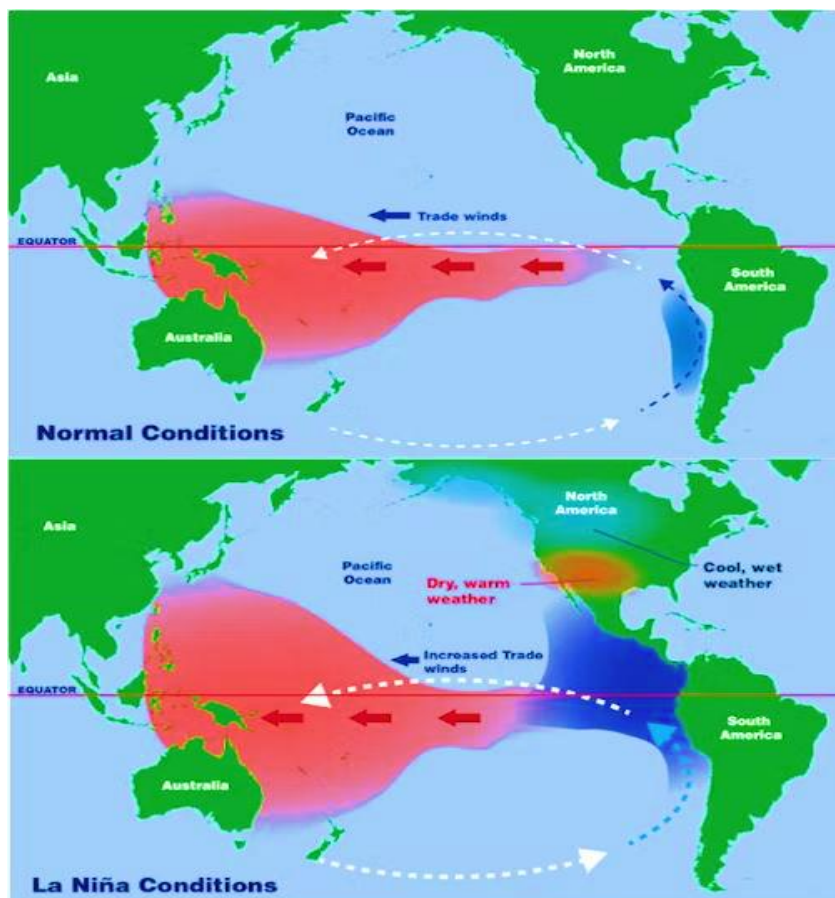 Asia
North
America
Pacific
Ocean
Trade winds
EQUATOR
South
America
Australia
Normal Conditions
North
America
Asia
Cool, wet
weather
Pacific
Ocean
Dry, warm
weather
Increased Trade
winds
EQUATOR
South
America
Australia
La Niña Conditions